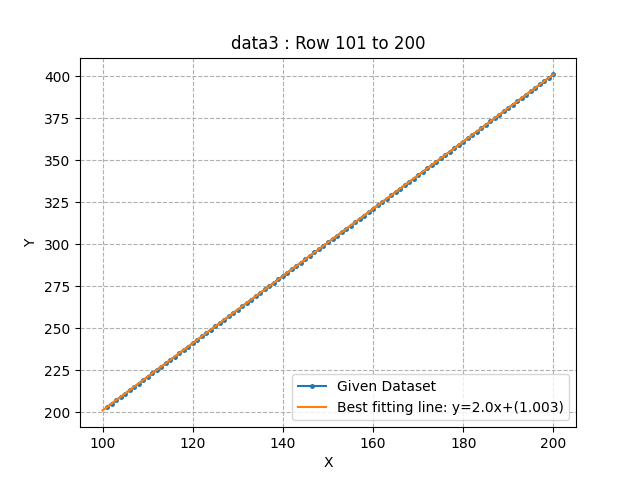 data3 : Row 101 to 200
400
375
350
325
300
275
250
225
200
Y
Given Dataset
Best fitting line: y=2.0x+(1.003)
100 120 140 160 180 200
X